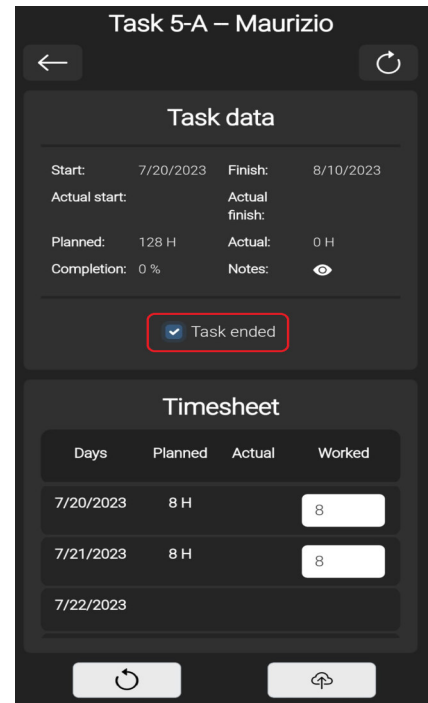 Task 5-A – Maurizio
Task data
Start: 7/20/2023 Finish: 8/10/2023
Actual start: Actual
finish:
Planned: 128 H Actual: 0 H
Completion: 0 % Notes:
Task ended
Timesheet
Days Planned Actual Worked
7/20/2023 8 H 8
7/21/2023 8 H 8
7/22/2023